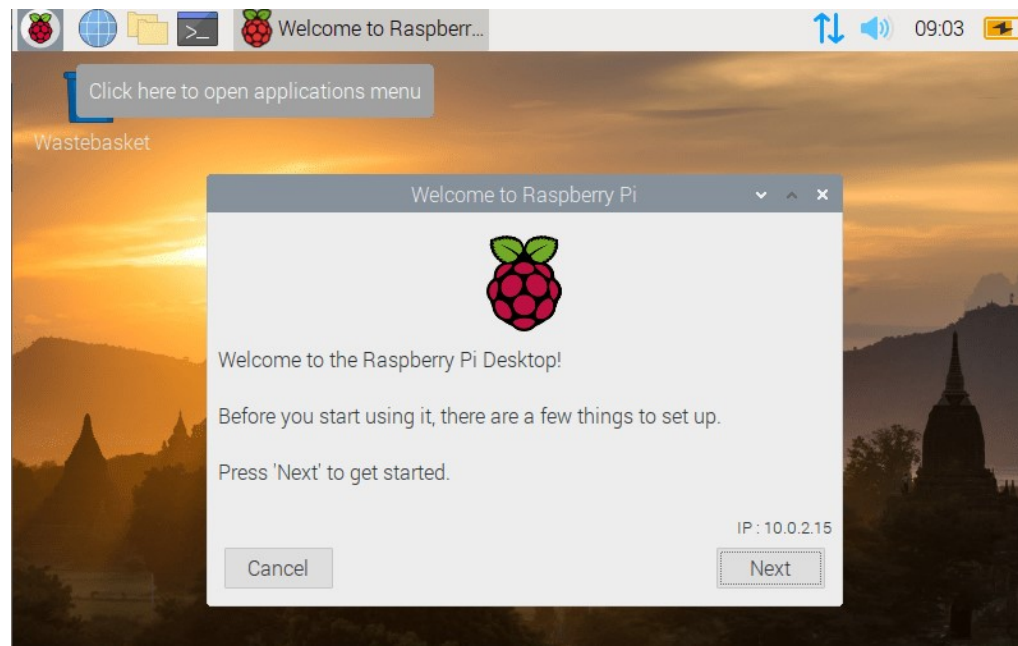 Welcome to Raspberr...
09:03
Click here to open applications menu
Wastebasket
Welcome to Raspberry Pi
Welcome to the Raspberry Pi Desktop!
Before you start using it, there are a few things to set up.
Press 'Next' to get started.
IP : 10.0.2.15
Cancel
Next